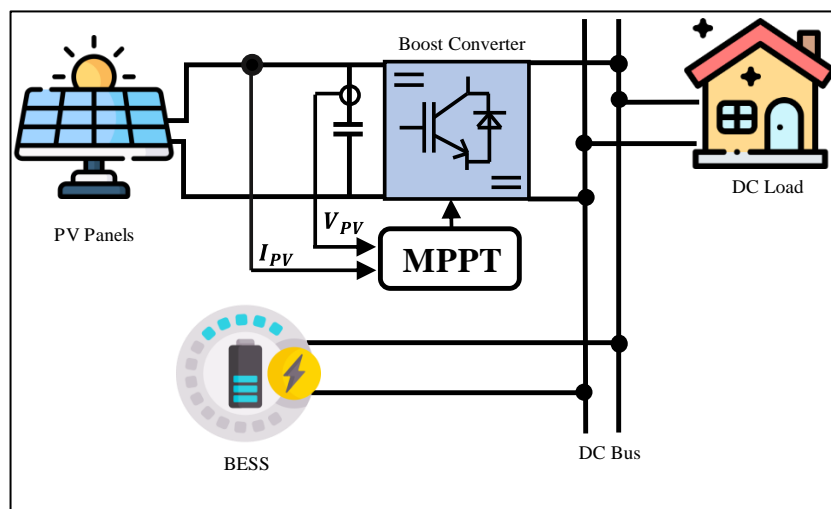 Boost Converter
PV Panels
V_PV
I_PV
MPPT
DC Load
BESS
DC Bus